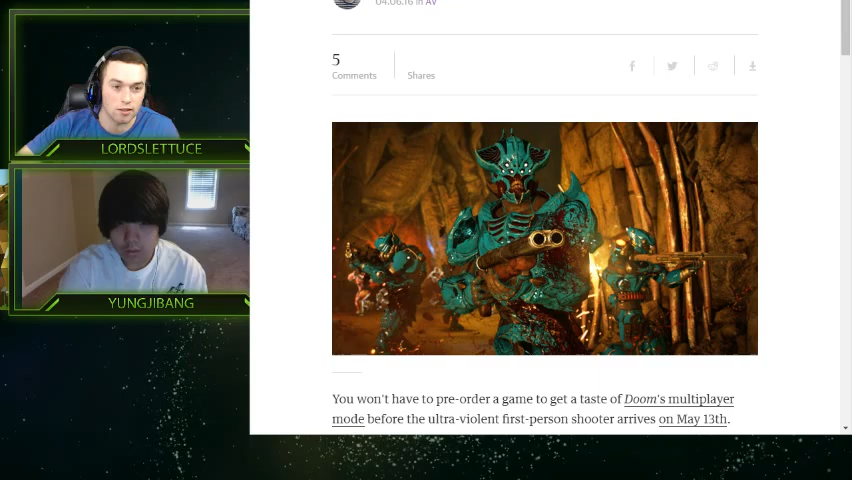 LORDSLETTUCE
YUNGJIBANG
04.06.16 in AV
5
Comments
Shares
You won't have to pre-order a game to get a taste of Doom's multiplayer
mode before the ultra-violent first-person shooter arrives on May 13th.